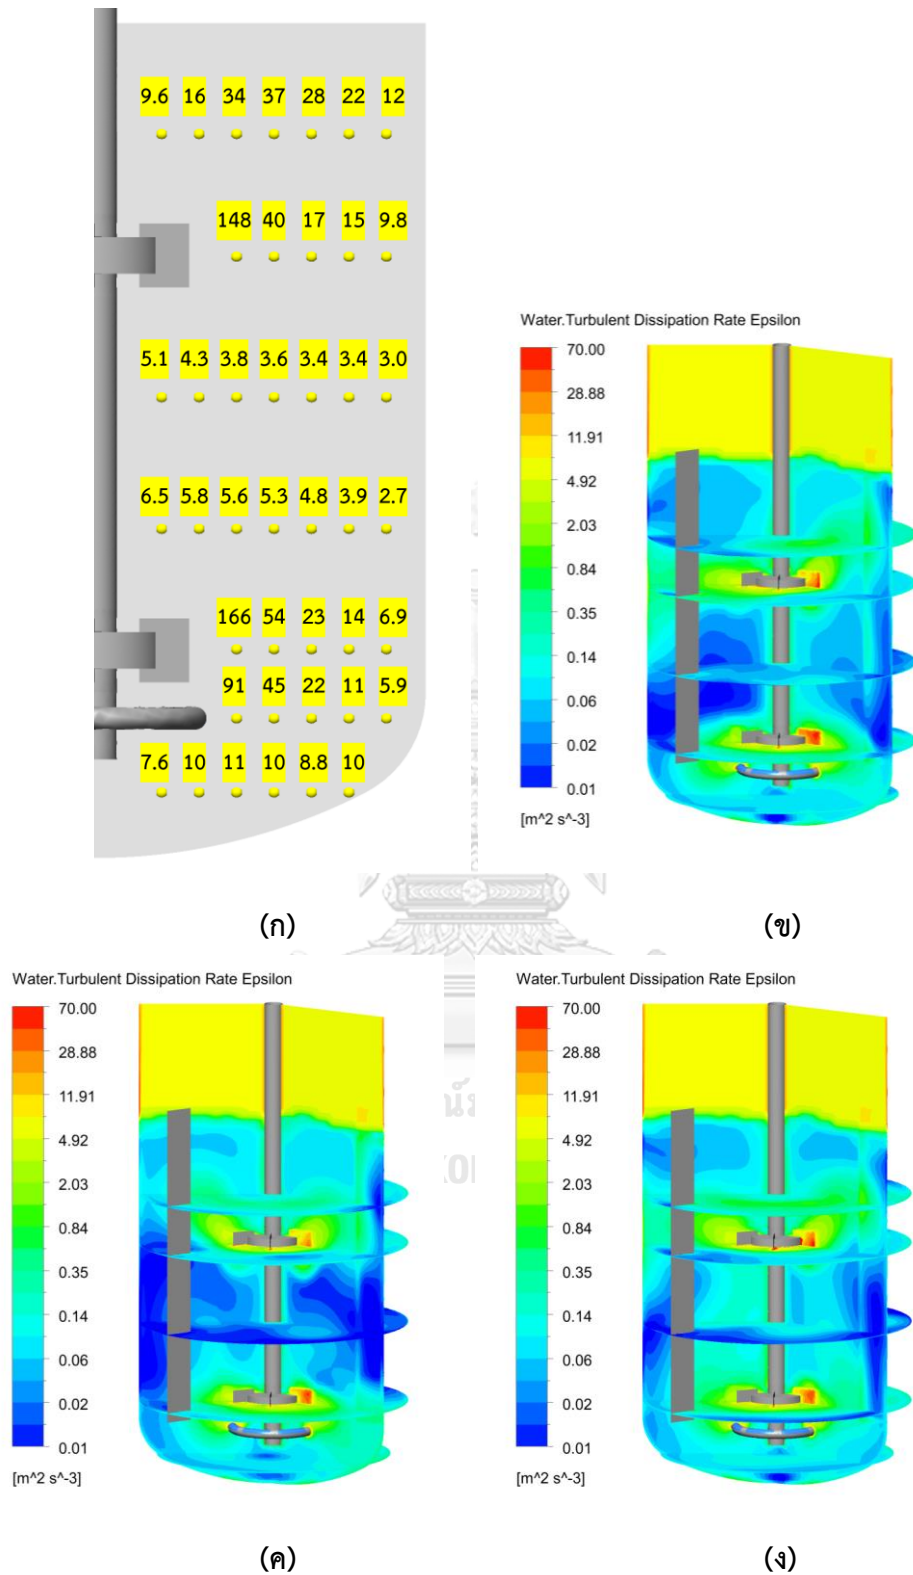 9.6 16 34 37 28 22 12
148 40 17 15 9.8
5.1 4.3 3.8 3.6 3.4 3.4 3.0
6.5 5.8 5.6 5.3 4.8 3.9 2.7
166 54 23 14 6.9
91 45 22 11 5.9
7.6 10 11 10 8.8 10
(ก)
Water.Turbulent Dissipation Rate Epsilon
70.00
28.88
11.91
4.92
2.03
0.84
0.35
0.14
0.06
0.02
0.01
[m^2 s^-3]
(ข)
Water.Turbulent Dissipation Rate Epsilon
70.00
28.88
11.91
4.92
2.03
0.84
0.35
0.14
0.06
0.02
0.01
[m^2 s^-3]
(ค)
Water.Turbulent Dissipation Rate Epsilon
70.00
28.88
11.91
4.92
2.03
0.84
0.35
0.14
0.06
0.02
0.01
[m^2 s^-3]
(ง)